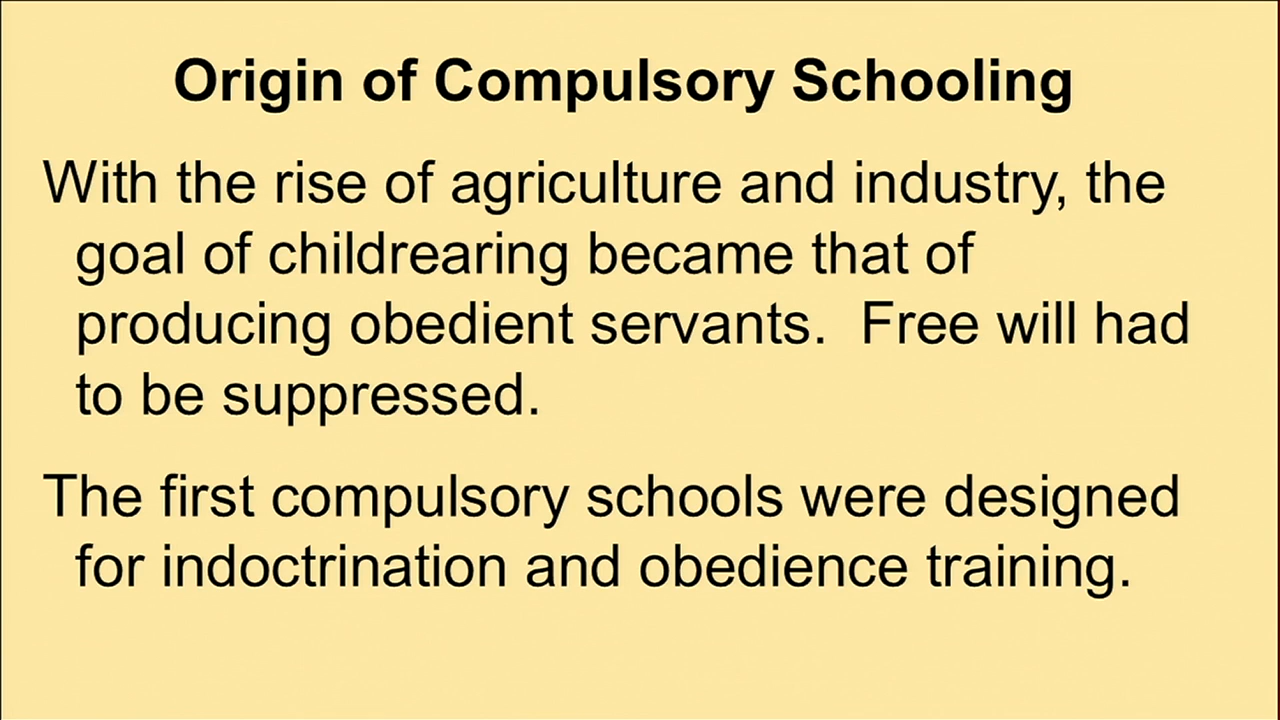 Origin of Compulsory Schooling
With the rise of agriculture and industry, the
goal of childrearing became that of
producing obedient servants.  Free will had
to be suppressed.
The first compulsory schools were designed
for indoctrination and obedience training.